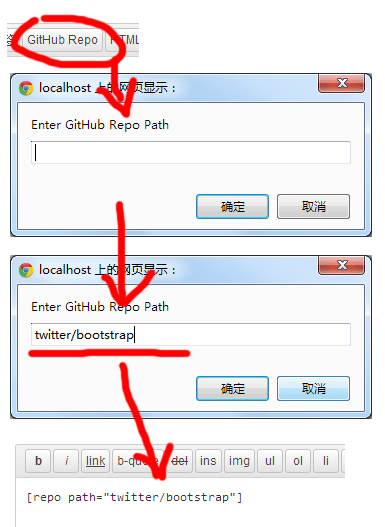 GitHub Repo HTML
localhost 上的网页显示：
Enter GitHub Repo Path
确定 取消
localhost 上的网页显示：
Enter GitHub Repo Path
twitter/bootstrap
确定 取消
b i link b-quote del ins img ul ol li
[repo path="twitter/bootstrap"]